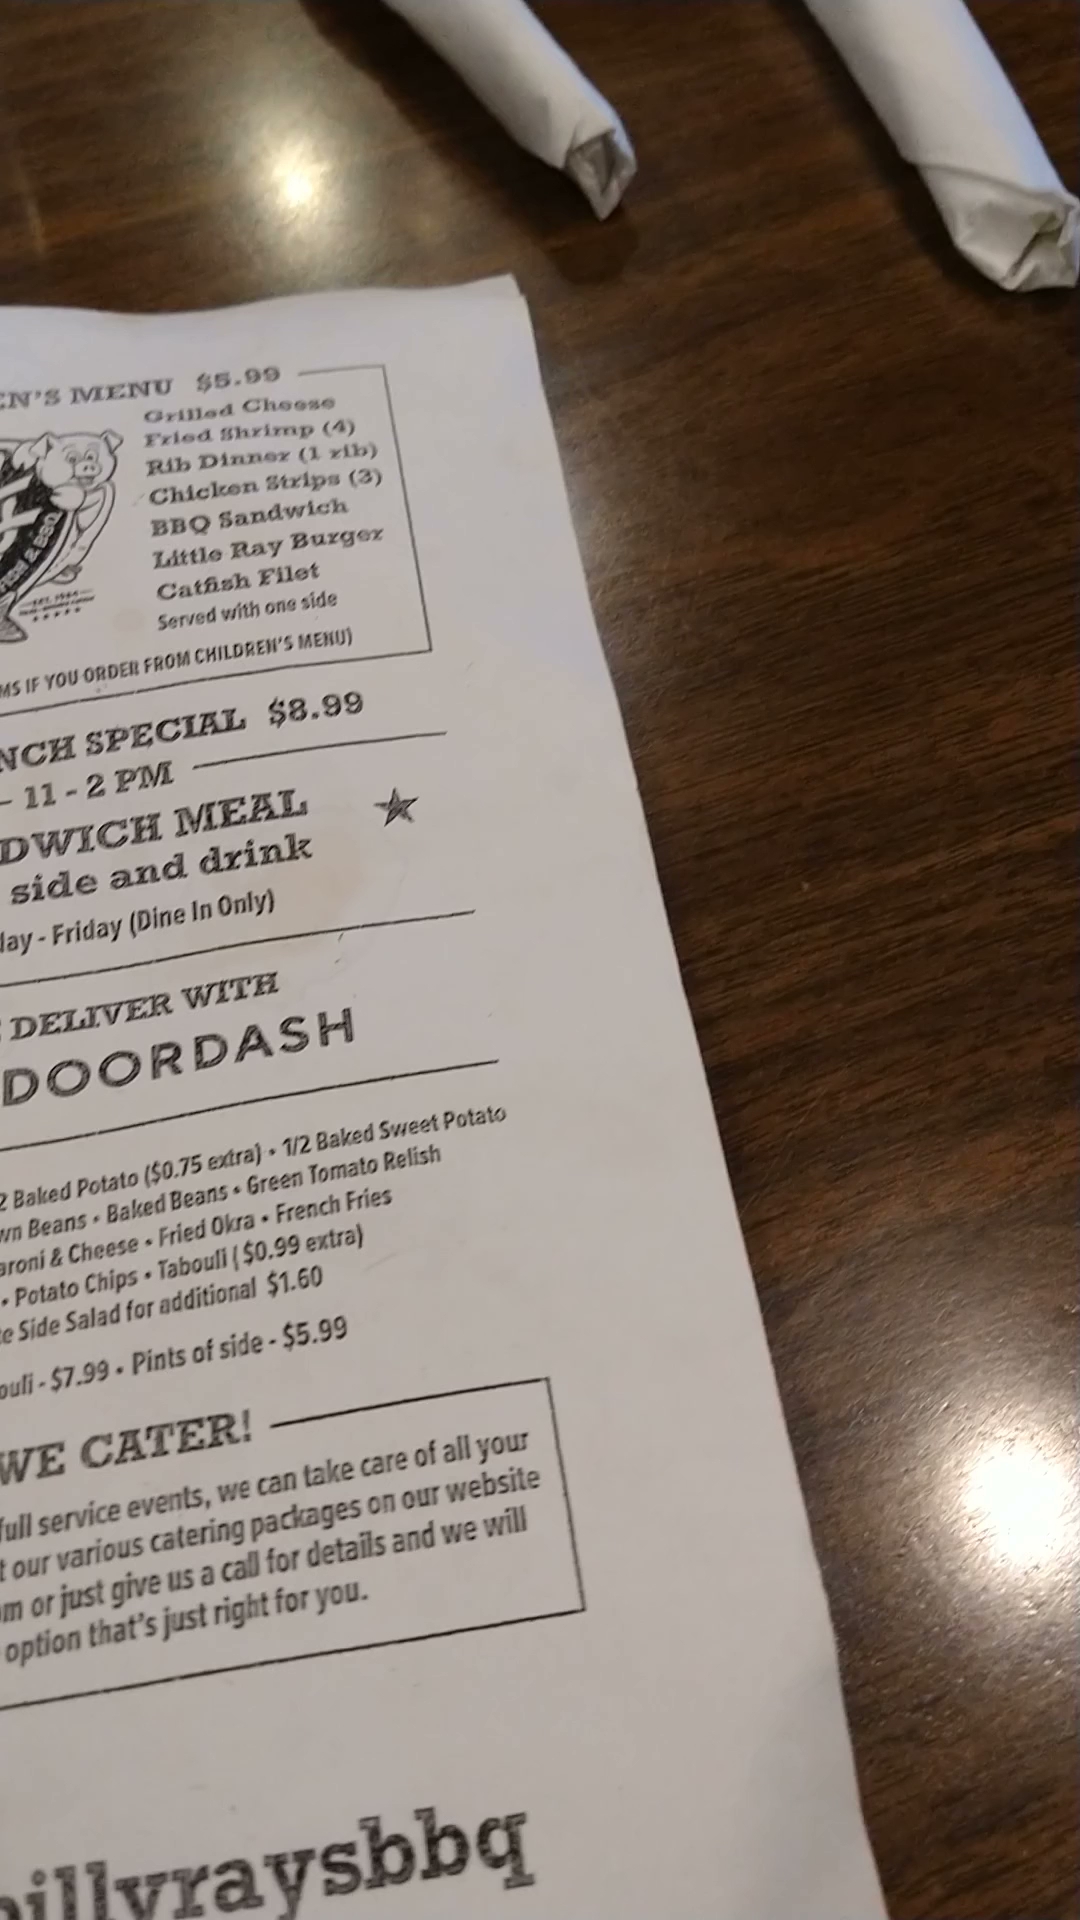 EN'S MENU $5.99
Grilled Cheese
Fried Shrimp (4)
Rib Dinner (1 rib)
Chicken Strips (3)
BBQ Sandwich
Little Ray Burger
Catfish Filet
Served with one side
& BBQ
MS IF YOU ORDER FROM CHILDREN'S MENU)
NCH SPECIAL $8.99
- 11 - 2 PM
DWICH MEAL
side and drink
day - Friday (Dine In Only)
DELIVER WITH
DOORDASH
2 Baked Potato ($0.75 extra) • 1/2 Baked Sweet Potato
wn Beans • Baked Beans • Green Tomato Relish
aroni & Cheese • Fried Okra • French Fries
• Potato Chips • Tabouli ( $0.99 extra)
te Side Salad for additional $1.60
ouli - $7.99 • Pints of side - $5.99
WE CATER!
full service events, we can take care of all your
t our various catering packages on our website
om or just give us a call for details and we will
option that's just right for you.
billyraysbbq